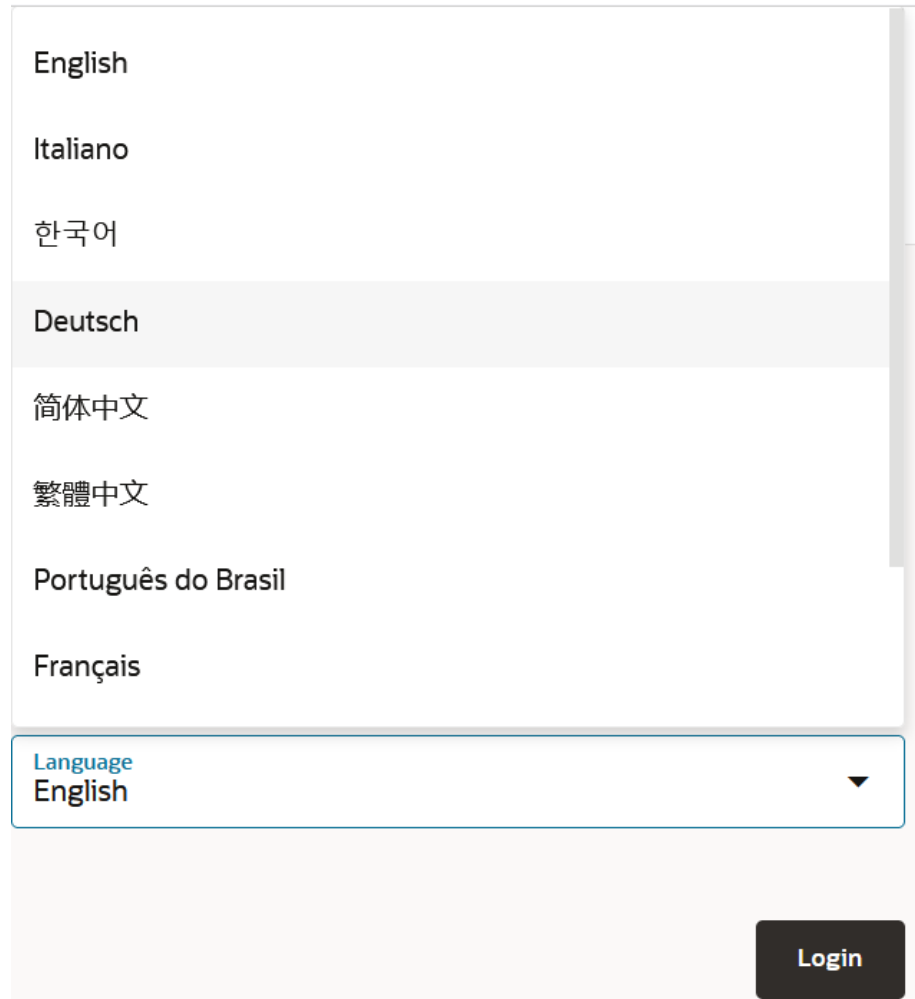 English
Italiano
한국어
Deutsch
简体中文
繁體中文
Português do Brasil
Français
Language
English
Login